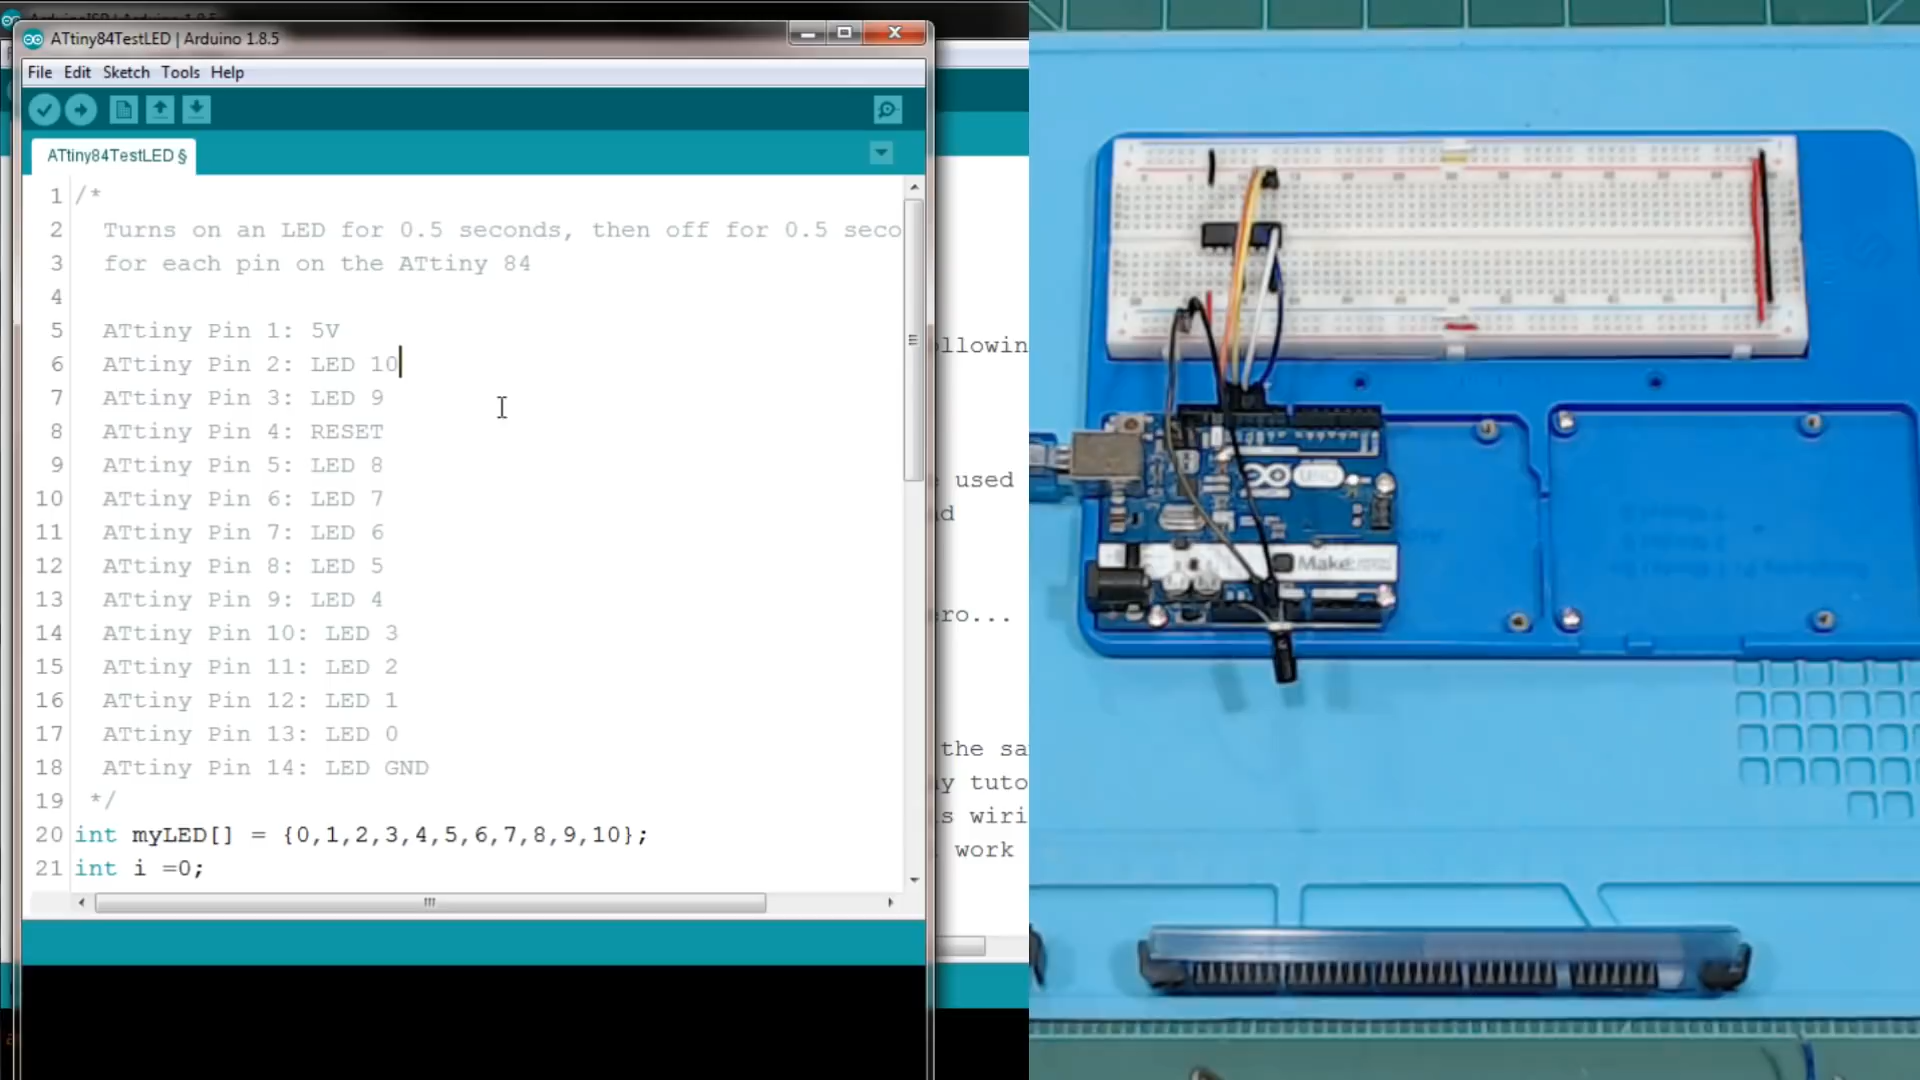 ATtiny84TestLED | Arduino 1.8.5
File Edit Sketch Tools Help
ATtiny84TestLED §
1 /*
2 Turns on an LED for 0.5 seconds, then off for 0.5 seco
3 for each pin on the ATtiny 84
4
5 ATtiny Pin 1: 5V
6 ATtiny Pin 2: LED 10
7 ATtiny Pin 3: LED 9
8 ATtiny Pin 4: RESET
9 ATtiny Pin 5: LED 8
10 ATtiny Pin 6: LED 7
11 ATtiny Pin 7: LED 6
12 ATtiny Pin 8: LED 5
13 ATtiny Pin 9: LED 4
14 ATtiny Pin 10: LED 3
15 ATtiny Pin 11: LED 2
16 ATtiny Pin 12: LED 1
17 ATtiny Pin 13: LED 0
18 ATtiny Pin 14: LED GND
19 */
20 int myLED[] = {0,1,2,3,4,5,6,7,8,9,10};
21 int i =0;
ollowin
used
d
ro...
the sa
y tuto
s wiri
work
UNO
Make: